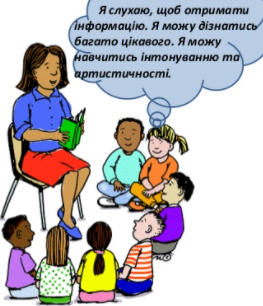 Я слухаю, щоб отримати
інформацію. Я можу дізнатись
багато цікавого. Я можу
навчитись інтонуванню та
артистичності.